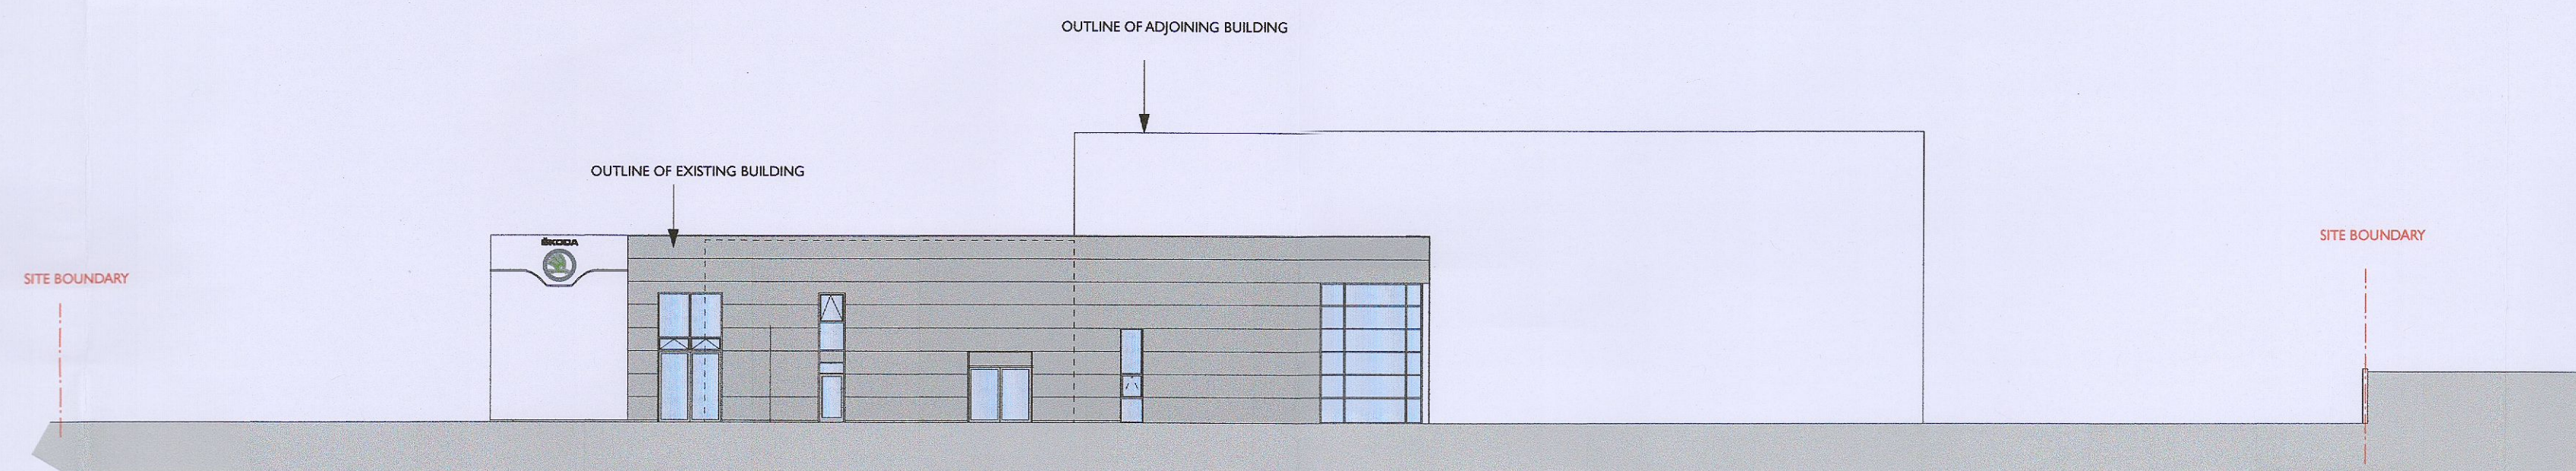 OUTLINE OF ADJOINING BUILDING
OUTLINE OF EXISTING BUILDING
SITE BOUNDARY
ŠKODA
SITE BOUNDARY